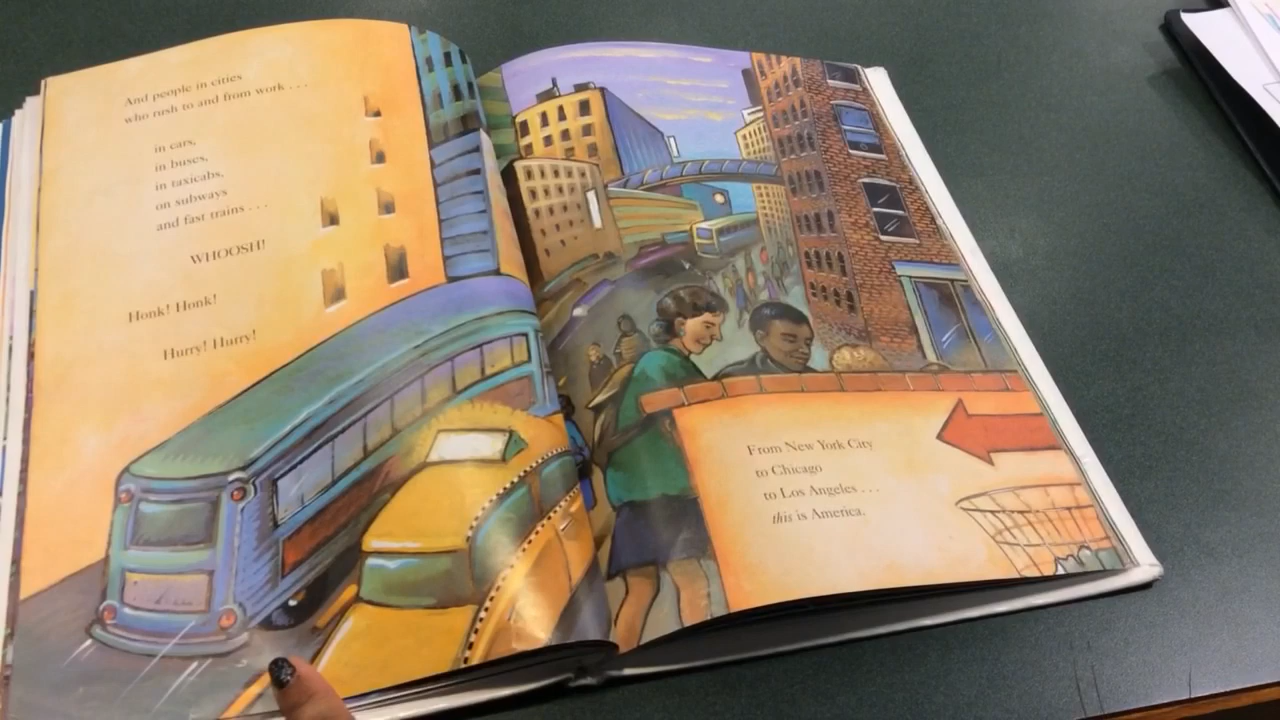 And people in cities
who rush to and from work . . .
in cars,
in buses,
in taxicabs,
on subways
and fast trains . . .
WHOOSH!
Honk! Honk!
Hurry! Hurry!
From New York City
to Chicago
to Los Angeles . . .
this is America.